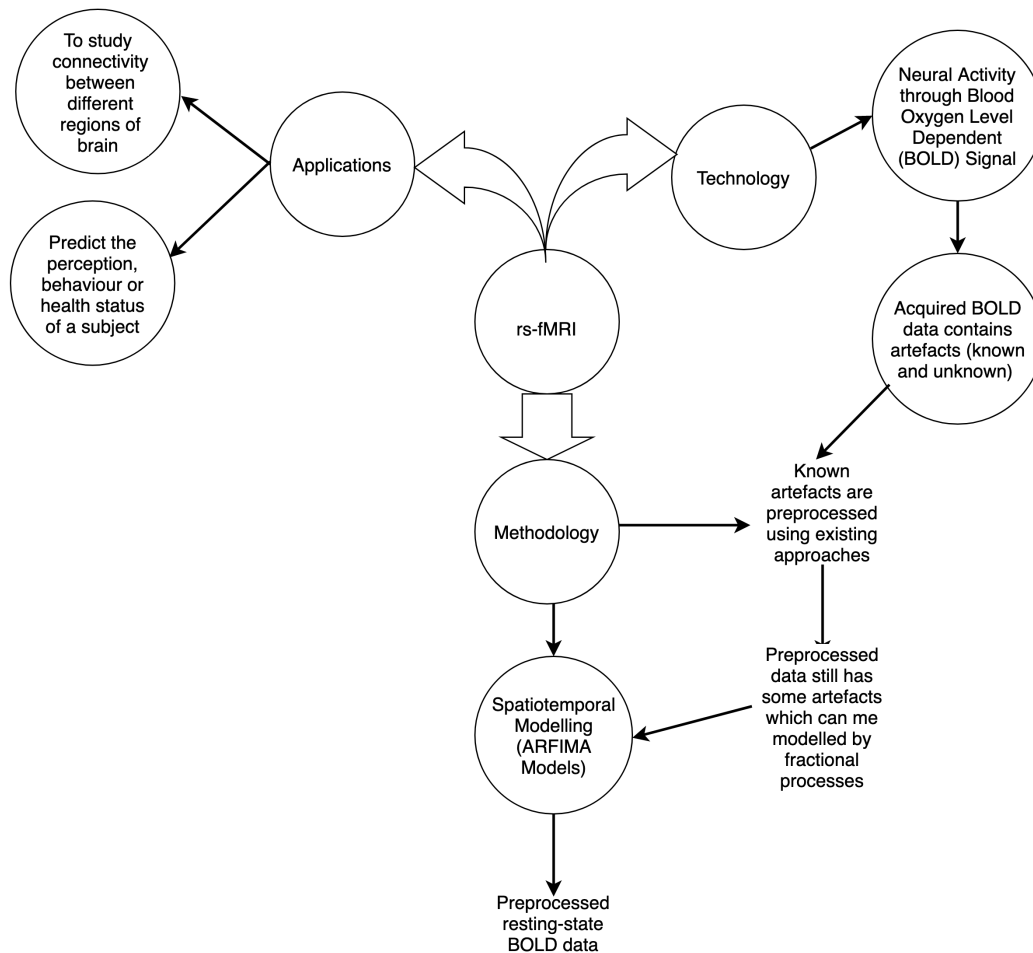 To study
connectivity
between
different
regions of
brain
Applications
Predict the
perception,
behaviour or
health status
of a subject
rs-fMRI
Technology
Neural Activity
through Blood
Oxygen Level
Dependent
(BOLD) Signal
Acquired BOLD
data contains
artefacts (known
and unknown)
Known
artefacts are
preprocessed
using existing
approaches
Methodology
Preprocessed
data still has
some artefacts
which can me
modelled by
fractional
processes
Spatiotemporal
Modelling
(ARFIMA
Models)
Preprocessed
resting-state
BOLD data